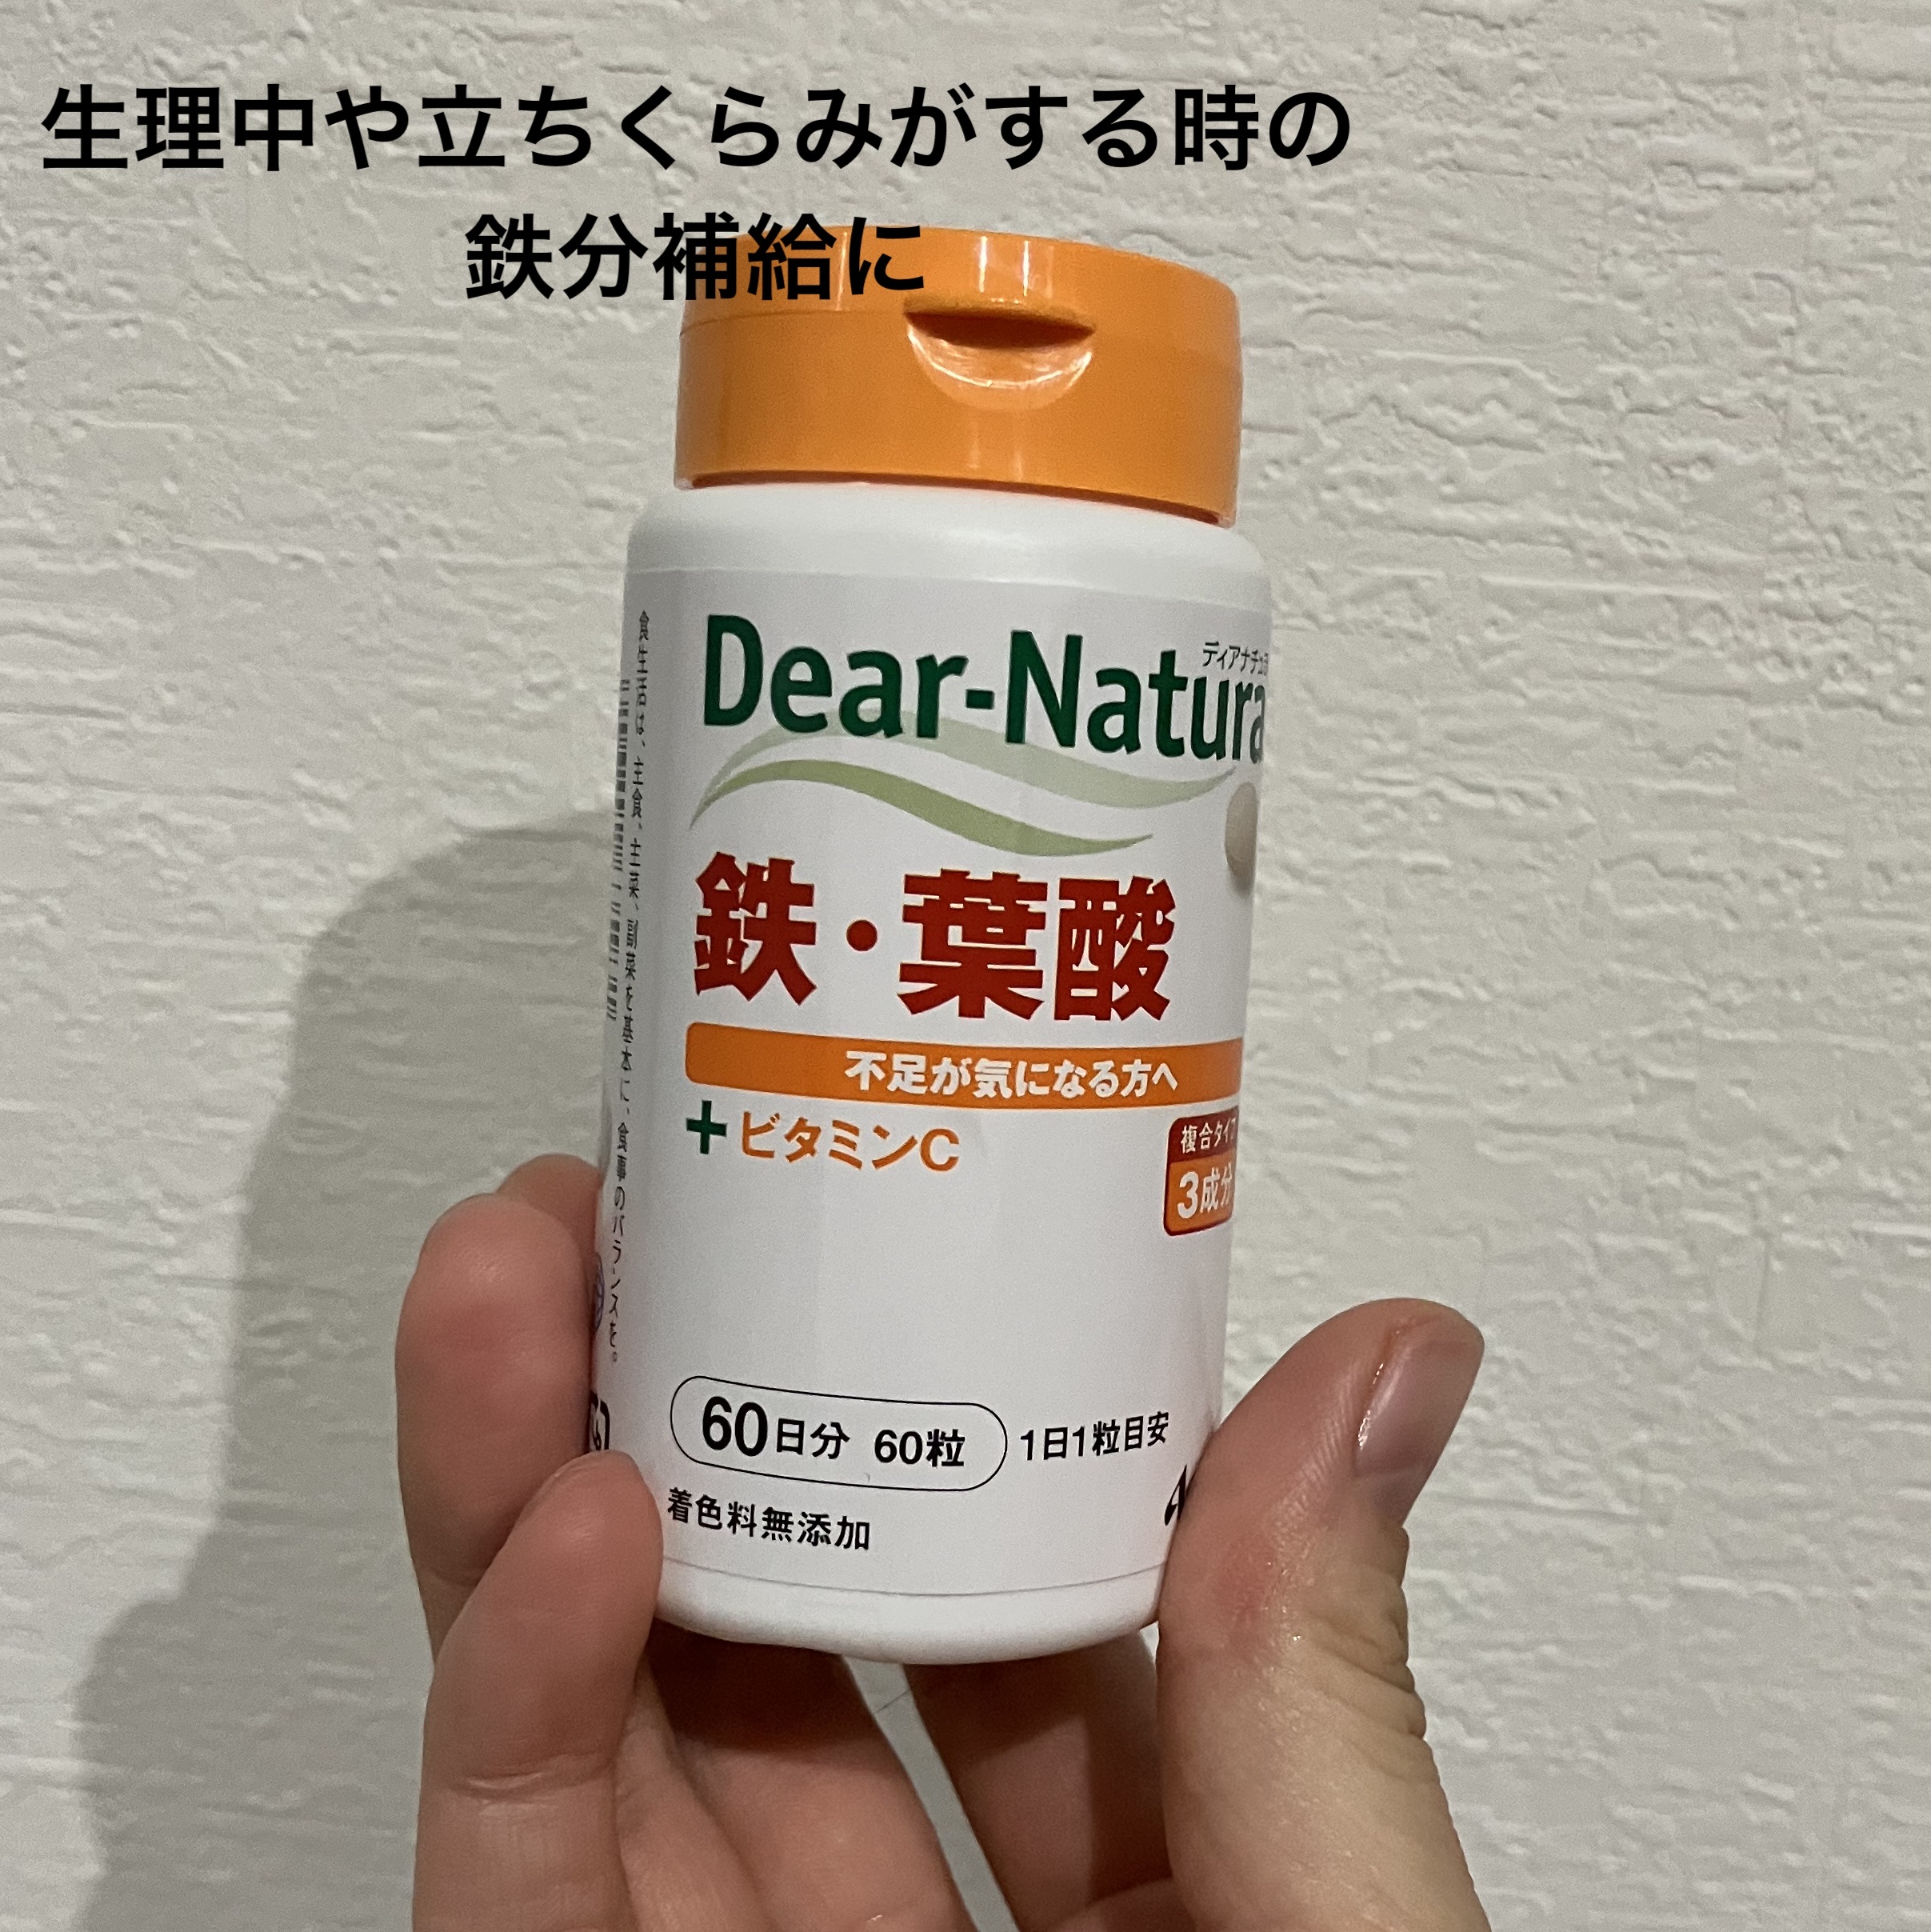 生理中や立ちくらみがする時の
鉄分補給に
ディアナチュラ
Dear-Natura
鉄・葉酸
不足が気になる方へ
+ビタミンC
複合タイプ
3成分
60日分 60粒 1日1粒目安
着色料無添加
食生活は、主食、主菜、副菜を基本に、食事のバランスを。